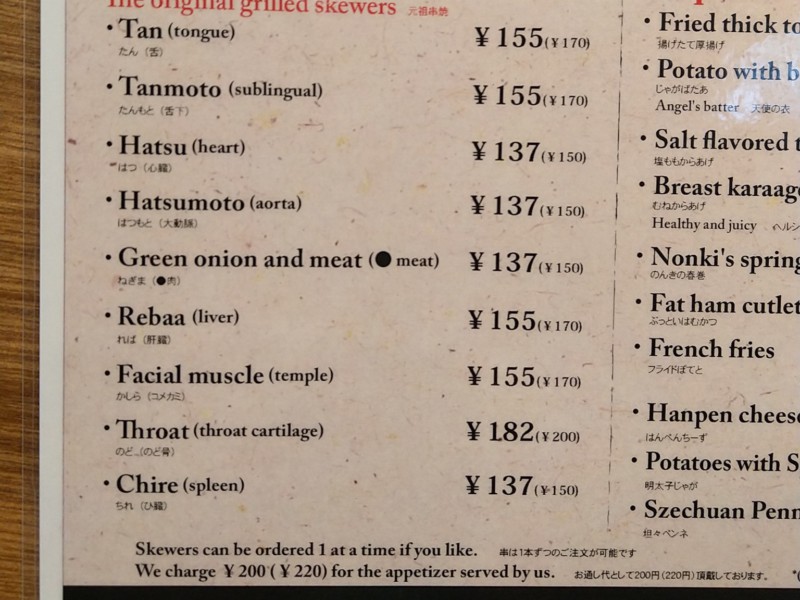 The original grilled skewers 元祖串焼
・Tan (tongue) ¥155(¥170)
たん（舌）
・Tanmoto (sublingual) ¥155(¥170)
たんもと（舌下）
・Hatsu (heart) ¥137(¥150)
はつ（心臓）
・Hatsumoto (aorta) ¥137(¥150)
はつもと（大動脈）
・Green onion and meat (● meat) ¥137(¥150)
ねぎま（●肉）
・Rebaa (liver) ¥155(¥170)
れば（肝臓）
・Facial muscle (temple) ¥155(¥170)
かしら（コメカミ）
・Throat (throat cartilage) ¥182(¥200)
のど（のど骨）
・Chire (spleen) ¥137(¥150)
ちれ（ひ臓）
Skewers can be ordered 1 at a time if you like. 串は1本ずつのご注文が可能です
We charge ¥200 (¥220) for the appetizer served by us. お通し代として200円（220円）頂戴しております。
・Fried thick to
揚げたて厚揚げ
・Potato with b
じゃがばたあ
Angel's batter 天使の衣
・Salt flavored t
塩ももからあげ
・Breast karaage
むねからあげ
Healthy and juicy ヘルシ
・Nonki's spring
のんきの春巻
・Fat ham cutlet
ぶっといはむかつ
・French fries
フライドぽてと
・Hanpen cheese
はんぺんちーず
・Potatoes with S
明太子じゃが
・Szechuan Penn
坦々ペンネ